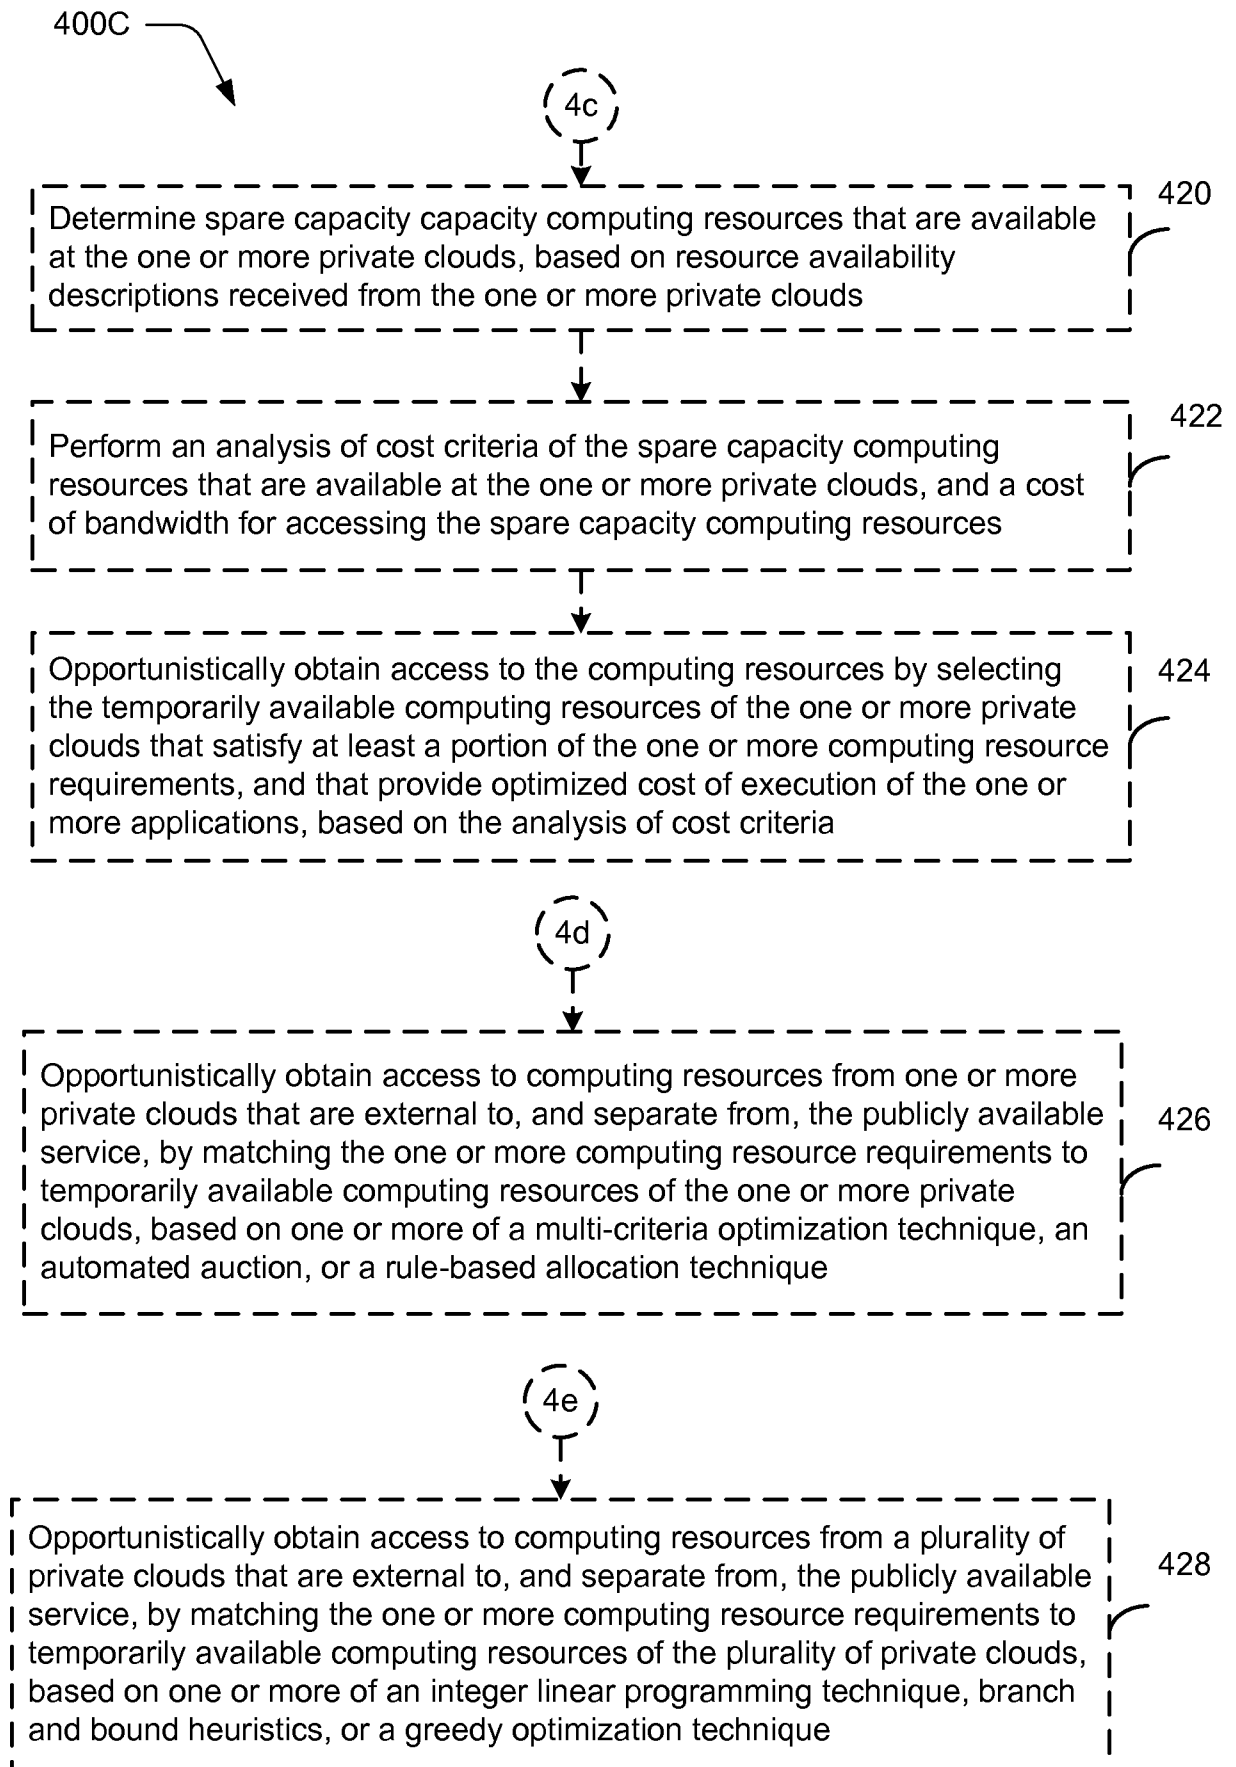 400C
4c
Determine spare capacity capacity computing resources that are available
at the one or more private clouds, based on resource availability
descriptions received from the one or more private clouds
420
Perform an analysis of cost criteria of the spare capacity computing
resources that are available at the one or more private clouds, and a cost
of bandwidth for accessing the spare capacity computing resources
422
Opportunistically obtain access to the computing resources by selecting
the temporarily available computing resources of the one or more private
clouds that satisfy at least a portion of the one or more computing resource
requirements, and that provide optimized cost of execution of the one or
more applications, based on the analysis of cost criteria
424
4d
Opportunistically obtain access to computing resources from one or more
private clouds that are external to, and separate from, the publicly available
service, by matching the one or more computing resource requirements to
temporarily available computing resources of the one or more private
clouds, based on one or more of a multi-criteria optimization technique, an
automated auction, or a rule-based allocation technique
426
4e
Opportunistically obtain access to computing resources from a plurality of
private clouds that are external to, and separate from, the publicly available
service, by matching the one or more computing resource requirements to
temporarily available computing resources of the plurality of private clouds,
based on one or more of an integer linear programming technique, branch
and bound heuristics, or a greedy optimization technique
428